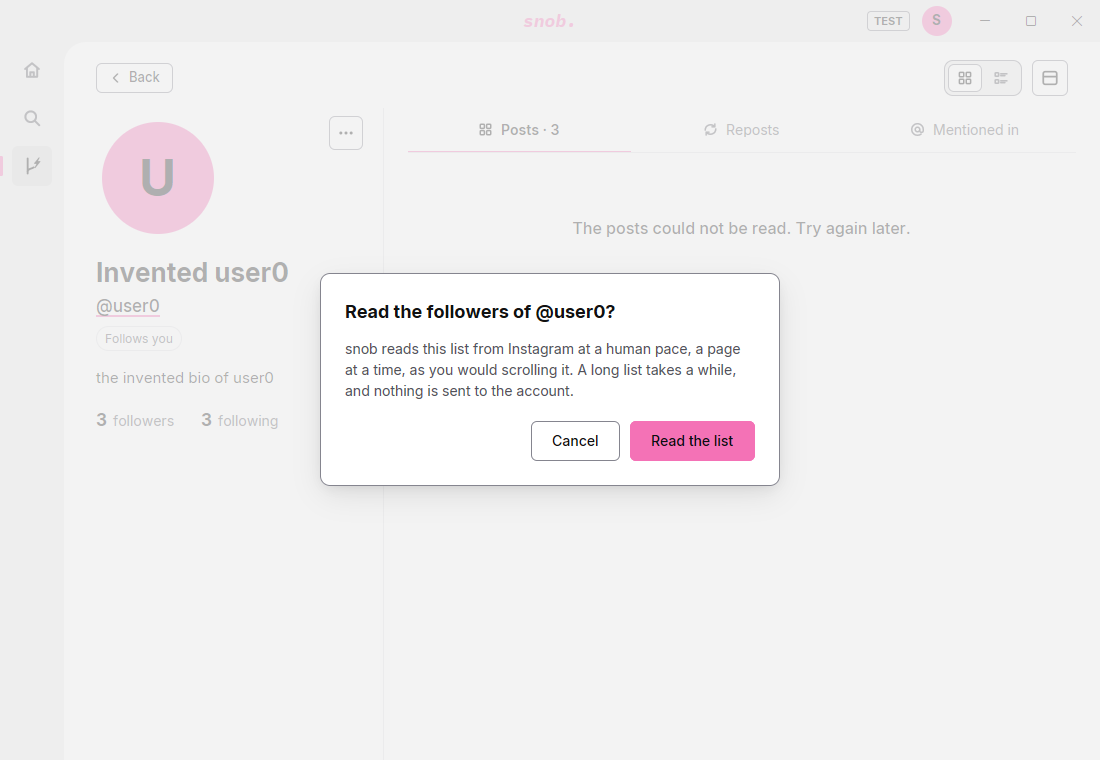 snob.
TEST
S
Back
Posts · 3
Reposts
Mentioned in
U
The posts could not be read. Try again later.
Invented user0
@user0
Follows you
the invented bio of user0
3 followers
3 following
Read the followers of @user0?
snob reads this list from Instagram at a human pace, a page
at a time, as you would scrolling it. A long list takes a while,
and nothing is sent to the account.
Cancel
Read the list